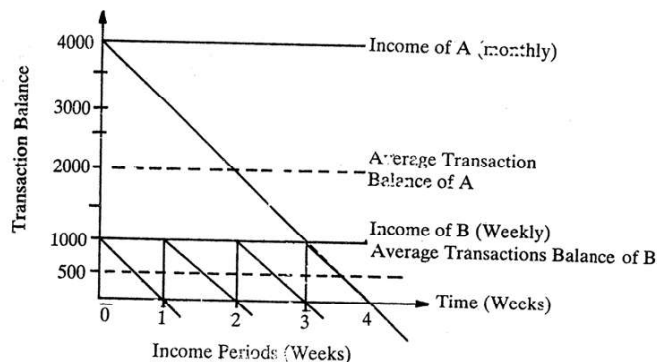 Transaction Balance
4000
3000
2000
1000
500
Income of A (monthly)
Average Transaction
Balance of A
Income of B (Weekly)
Average Transactions Balance of B
Time (Weeks)
0
1
2
3
4
Income Periods (Weeks)